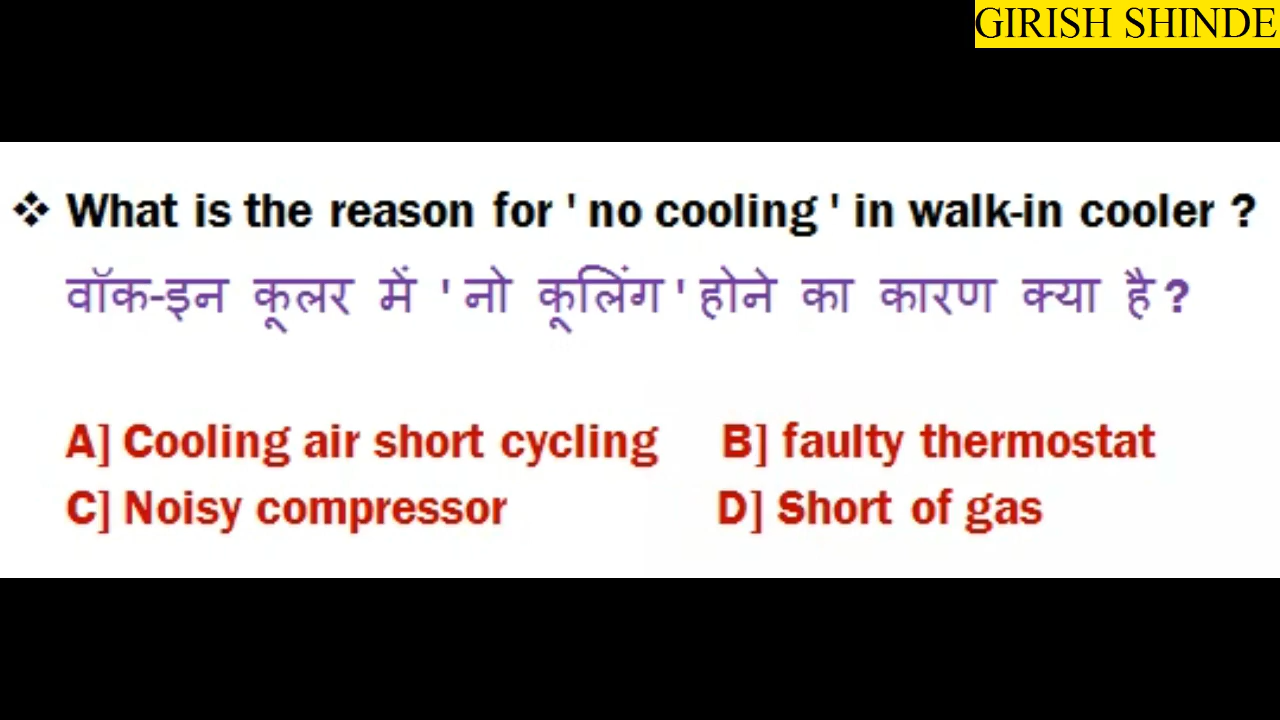 GIRISH SHINDE
❖ What is the reason for ' no cooling ' in walk-in cooler ?
वॉक-इन कूलर में ' नो कूलिंग ' होने का कारण क्या है ?
A] Cooling air short cycling B] faulty thermostat
C] Noisy compressor D] Short of gas